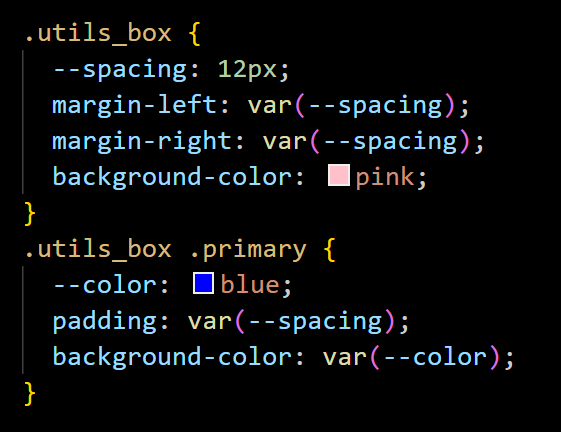 .utils_box {
--spacing: 12px;
margin-left: var(--spacing);
margin-right: var(--spacing);
background-color: pink;
}
.utils_box .primary {
--color: blue;
padding: var(--spacing);
background-color: var(--color);
}